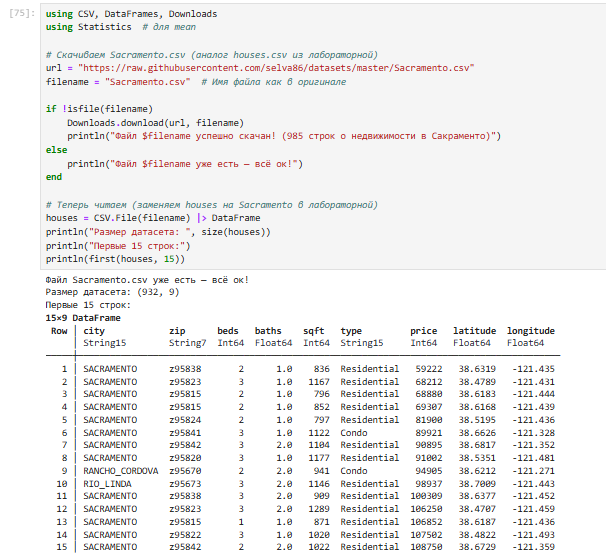 [75]: using CSV, DataFrames, Downloads
using Statistics # для mean
# Скачиваем Sacramento.csv (аналог houses.csv из лабораторной)
url = "https://raw.githubusercontent.com/selva86/datasets/master/Sacramento.csv"
filename = "Sacramento.csv" # Имя файла как в оригинале
if !isfile(filename)
    Downloads.download(url, filename)
    println("Файл $filename успешно скачан! (985 строк о недвижимости в Сакраменто)")
else
    println("Файл $filename уже есть — всё ок!")
end
# Теперь читаем (заменяем houses на Sacramento в лабораторной)
houses = CSV.File(filename) |> DataFrame
println("Размер датасета: ", size(houses))
println("Первые 15 строк:")
println(first(houses, 15))
Файл Sacramento.csv уже есть — всё ок!
Размер датасета: (932, 9)
Первые 15 строк:
15×9 DataFrame
Row │ city zip beds baths sqft type price latitude longitude
│ String15 String7 Int64 Float64 Int64 String15 Int64 Float64 Float64
1 │ SACRAMENTO z95838 2 1.0 836 Residential 59222 38.6319 -121.435
2 │ SACRAMENTO z95823 3 1.0 1167 Residential 68212 38.4789 -121.431
3 │ SACRAMENTO z95815 2 1.0 796 Residential 68880 38.6183 -121.444
4 │ SACRAMENTO z95815 2 1.0 852 Residential 69307 38.6168 -121.439
5 │ SACRAMENTO z95824 2 1.0 797 Residential 81900 38.5195 -121.436
6 │ SACRAMENTO z95841 3 1.0 1122 Condo 89921 38.6626 -121.328
7 │ SACRAMENTO z95842 3 2.0 1104 Residential 90895 38.6817 -121.352
8 │ SACRAMENTO z95820 3 1.0 1177 Residential 91002 38.5351 -121.481
9 │ RANCHO_CORDOVA z95670 2 2.0 941 Condo 94905 38.6212 -121.271
10 │ RIO_LINDA z95673 3 2.0 1146 Residential 98937 38.7009 -121.443
11 │ SACRAMENTO z95838 3 2.0 909 Residential 100309 38.6377 -121.452
12 │ SACRAMENTO z95823 3 2.0 1289 Residential 106250 38.4707 -121.459
13 │ SACRAMENTO z95815 1 1.0 871 Residential 106852 38.6187 -121.436
14 │ SACRAMENTO z95822 3 1.0 1020 Residential 107502 38.4822 -121.493
15 │ SACRAMENTO z95842 2 2.0 1022 Residential 108750 38.6729 -121.359